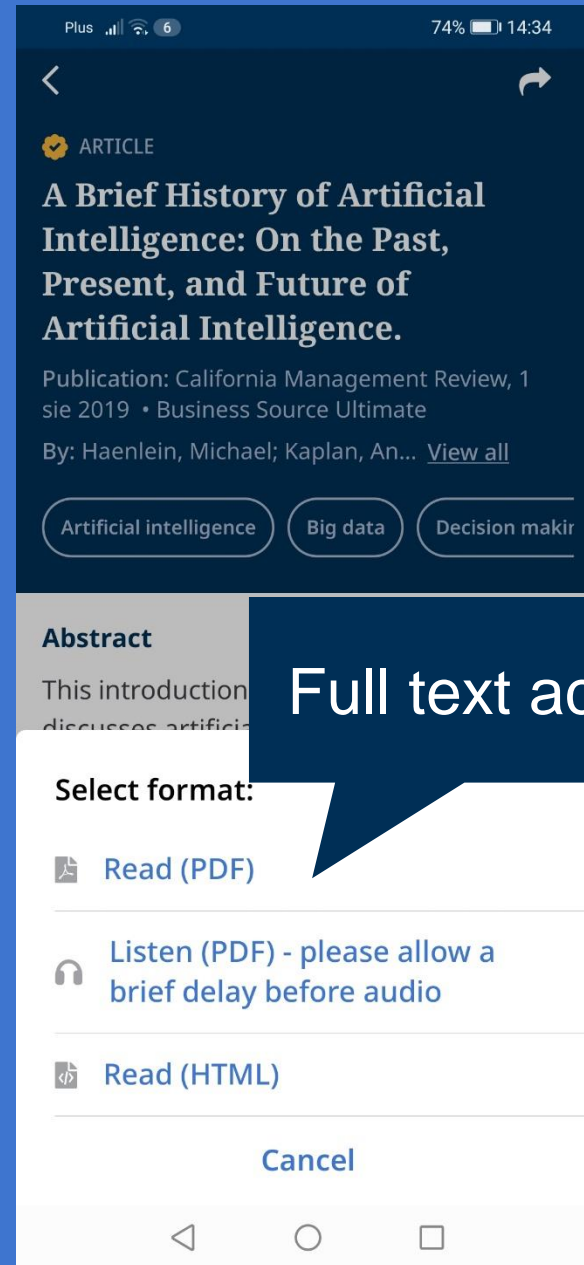 Plus 6 74% 14:34
ARTICLE
A Brief History of Artificial
Intelligence: On the Past,
Present, and Future of
Artificial Intelligence.
Publication: California Management Review, 1
sie 2019 • Business Source Ultimate
By: Haenlein, Michael; Kaplan, An... View all
Artificial intelligence Big data Decision makin
Abstract
This introduction
Full text ac
discusses artificia
Select format:
Read (PDF)
Listen (PDF) - please allow a
brief delay before audio
Read (HTML)
Cancel